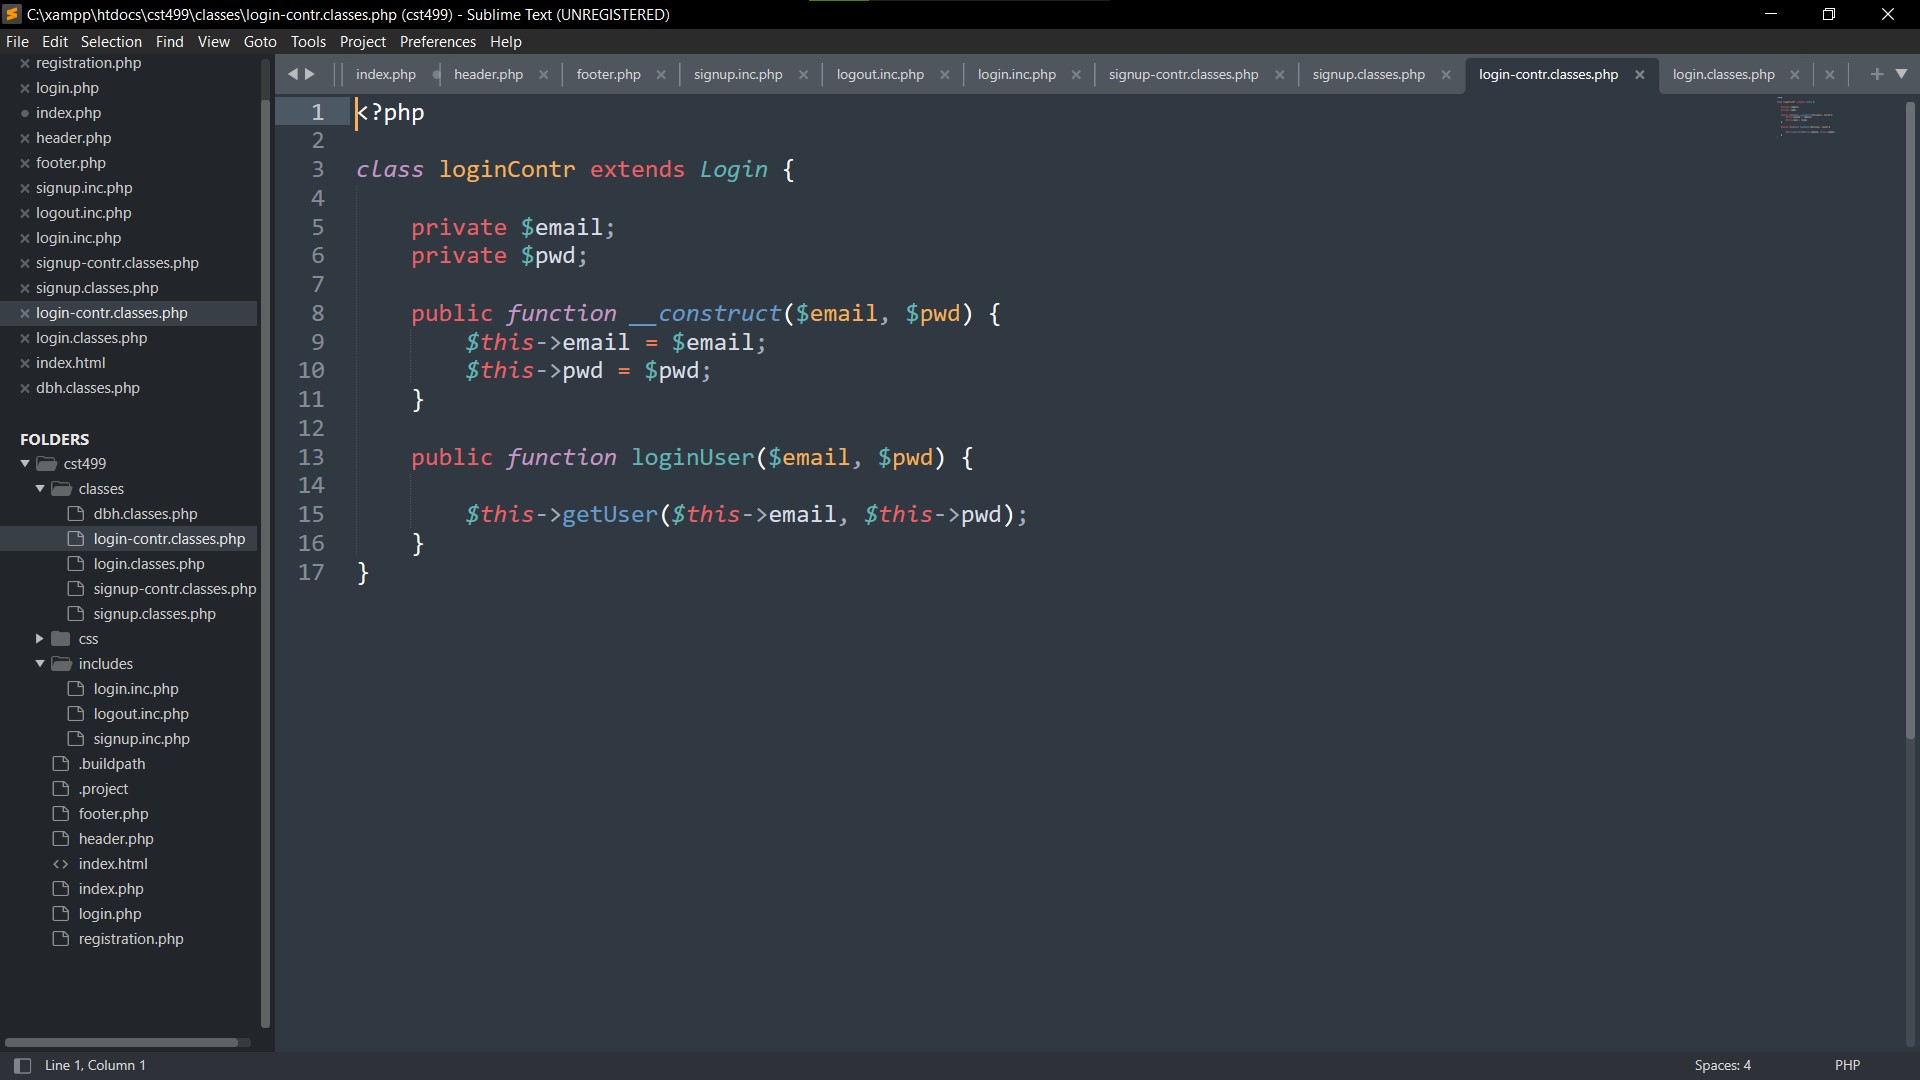 C:\xampp\htdocs\cst499\classes\login-contr.classes.php (cst499) - Sublime Text (UNREGISTERED)
File Edit Selection Find View Goto Tools Project Preferences Help
registration.php
login.php
index.php
header.php
footer.php
signup.inc.php
logout.inc.php
login.inc.php
signup-contr.classes.php
signup.classes.php
login-contr.classes.php
login.classes.php
index.html
dbh.classes.php
FOLDERS
cst499
classes
dbh.classes.php
login-contr.classes.php
login.classes.php
signup-contr.classes.php
signup.classes.php
css
includes
login.inc.php
logout.inc.php
signup.inc.php
.buildpath
.project
footer.php
header.php
index.html
index.php
login.php
registration.php
index.php header.php footer.php signup.inc.php logout.inc.php login.inc.php signup-contr.classes.php signup.classes.php login-contr.classes.php login.classes.php
1 <?php
2
3 class loginContr extends Login {
4
5     private $email;
6     private $pwd;
7
8     public function __construct($email, $pwd) {
9         $this->email = $email;
10         $this->pwd = $pwd;
11     }
12
13     public function loginUser($email, $pwd) {
14
15         $this->getUser($this->email, $this->pwd);
16     }
17 }
Line 1, Column 1
Spaces: 4
PHP